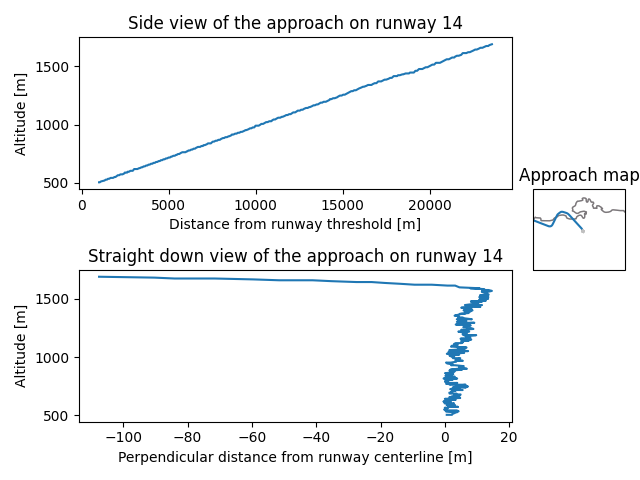 Side view of the approach on runway 14
Altitude [m]
1500
1000
500
0
5000
10000
15000
20000
Distance from runway threshold [m]
Approach map
Straight down view of the approach on runway 14
Altitude [m]
1500
1000
500
−100
−80
−60
−40
−20
0
20
Perpendicular distance from runway centerline [m]